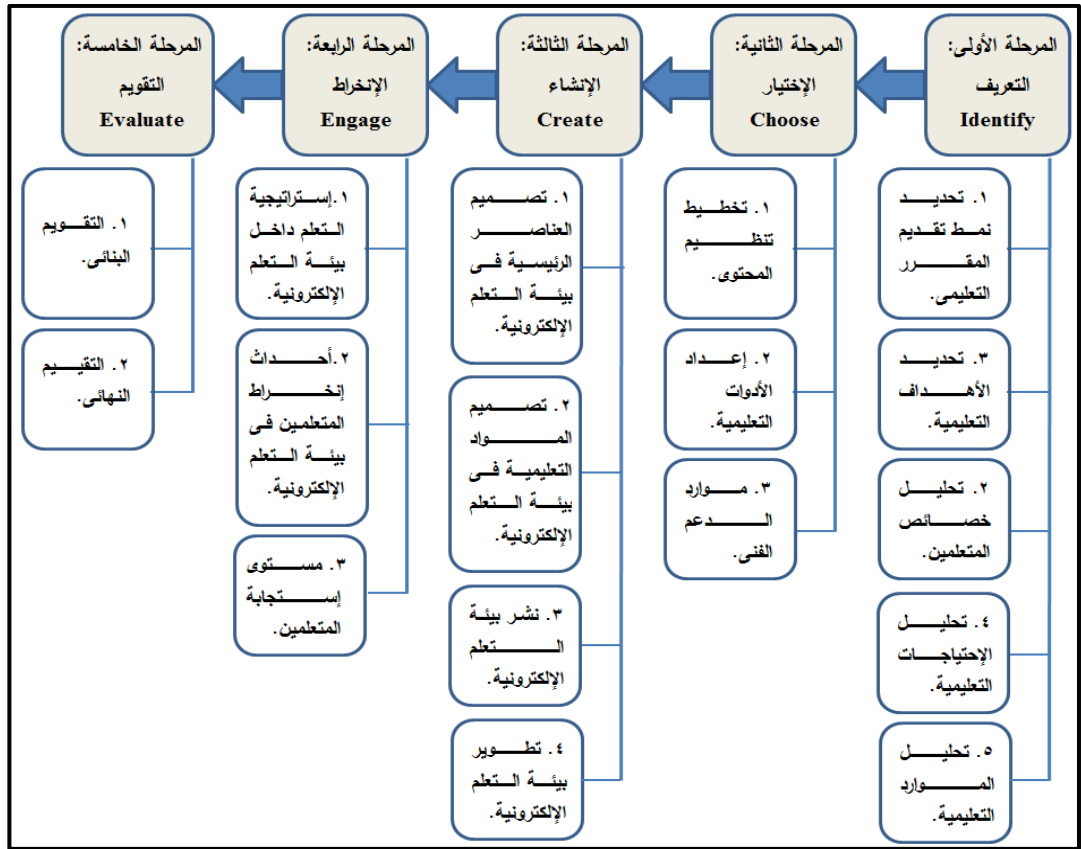 المرحلة الأولى:
التعريف
Identify
١. تحديد
نمط تقديم
المقرر
التعليمى.
٣. تحديد
الأهداف
التعليمية.
٢. تحليل
خصائص
المتعلمين.
٤. تحليل
الإحتياجات
التعليمية.
٥. تحليل
الموارد
التعليمية.
المرحلة الثانية:
الإختيار
Choose
١. تخطيط
تنظيم
المحتوى.
٢. إعداد
الأدوات
التعليمية.
٣. موارد
الدعم
الفنى.
المرحلة الثالثة:
الإنشاء
Create
١. تصميم
العناصر
الرئيسية فى
بيئة التعلم
الإلكترونية.
٢. تصميم
المواد
التعليمية فى
بيئة التعلم
الإلكترونية.
٣. نشر بيئة
التعلم
الإلكترونية.
٤. تطوير
بيئة التعلم
الإلكترونية.
المرحلة الرابعة:
الإنخراط
Engage
١.إستراتيجية
التعلم داخل
بيئة التعلم
الإلكترونية.
٢.أحداث
إنخراط
المتعلمين فى
بيئة التعلم
الإلكترونية.
٣. مستوى
إستجابة
المتعلمين.
المرحلة الخامسة:
التقويم
Evaluate
١. التقويم
البنائى.
٢. التقييم
النهائى.